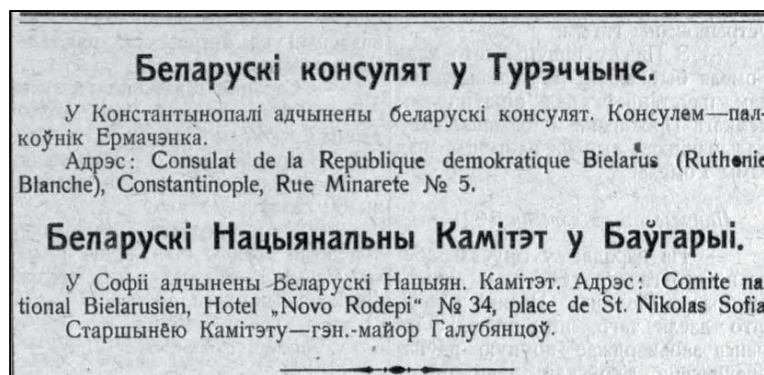 Беларускі консулят у Турэччыне.
У Константынопалі адчынены беларускі консулят. Консулем—пал-
коўнік Ермачэнка.
Адрэс: Consulat de la Republique demokratique Bielarus (Ruthenie
Blanche), Constantinople, Rue Minarete № 5.
Беларускі Нацыянальны Камітэт у Баўгарыі.
У Софіі адчынены Беларускі Нацыян. Камітэт. Адрэс: Comite na-
tional Bielarusien, Hotel „Novo Rodepi“ № 34, place de St. Nikolas Sofia
Старшынёю Камітэту—гэн.-майор Галубянцоў.